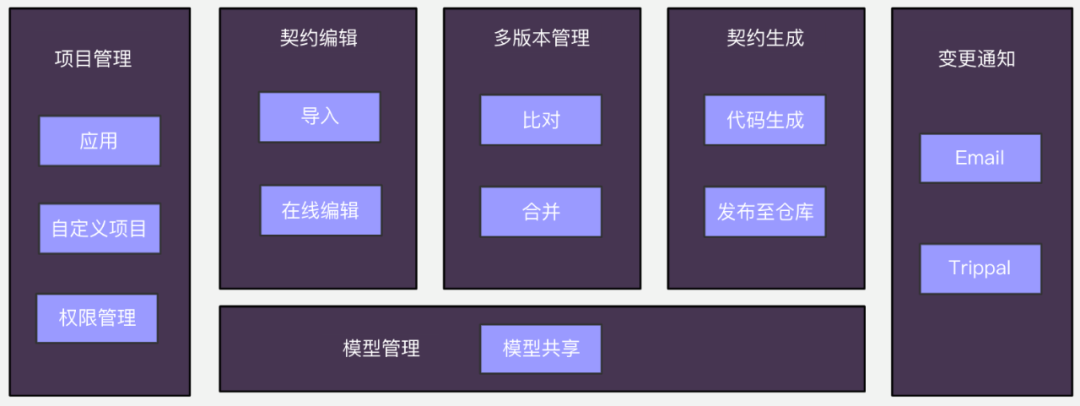 项目管理
应用
自定义项目
权限管理
契约编辑
导入
在线编辑
多版本管理
比对
合并
契约生成
代码生成
发布至仓库
模型管理
模型共享
变更通知
Email
Trippal